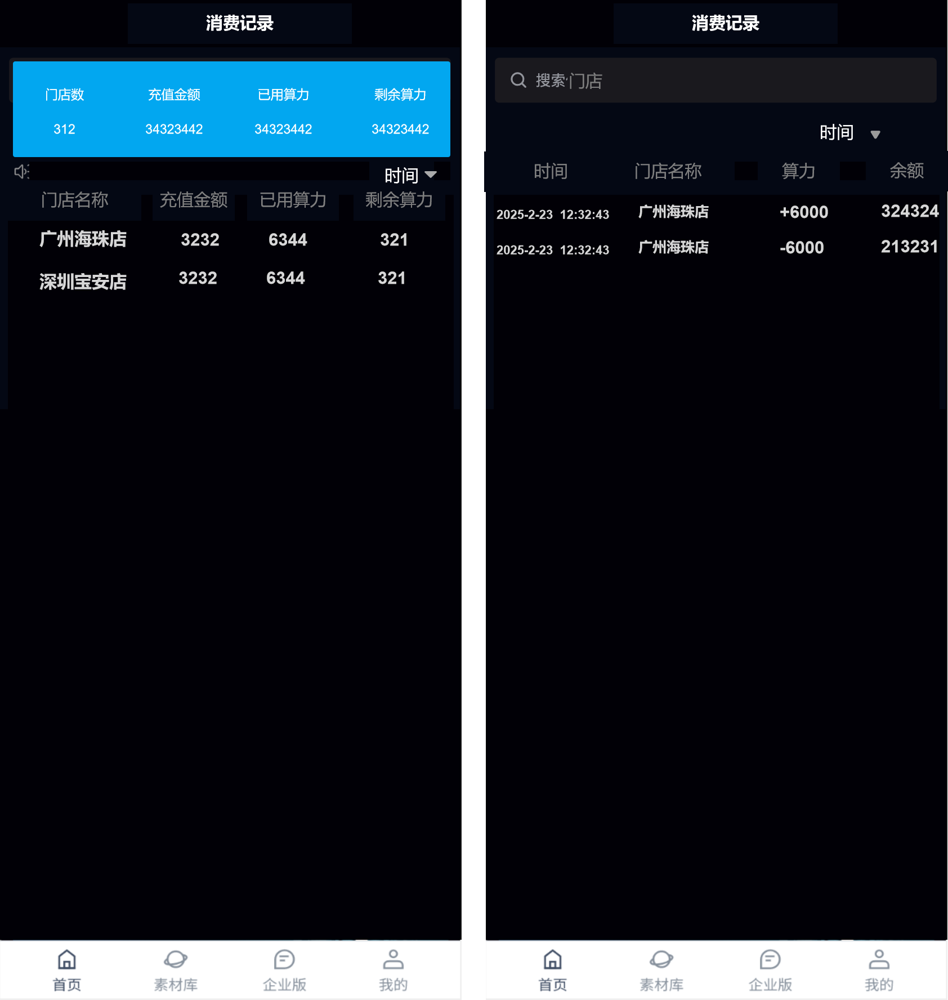 消费记录
门店数 充值金额 已用算力 剩余算力
312 34323442 34323442 34323442
时间
门店名称 充值金额 已用算力 剩余算力
广州海珠店 3232 6344 321
深圳宝安店 3232 6344 321
首页 素材库 企业版 我的
消费记录
搜索 门店
时间
时间 门店名称 算力 余额
2025-2-23 12:32:43 广州海珠店 +6000 324324
2025-2-23 12:32:43 广州海珠店 -6000 213231
首页 素材库 企业版 我的